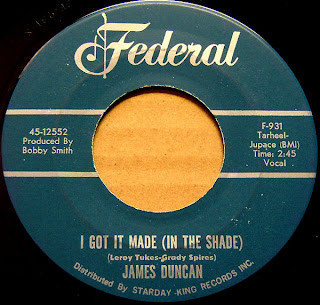 Federal
45-12552
Produced By
Bobby Smith
F-931
Tarheel-
Jupace (BMI)
Time: 2:45
Vocal
I GOT IT MADE (IN THE SHADE)
(Leroy Tukes-Grady Spires)
JAMES DUNCAN
Distributed By STARDAY-KING RECORDS INC.